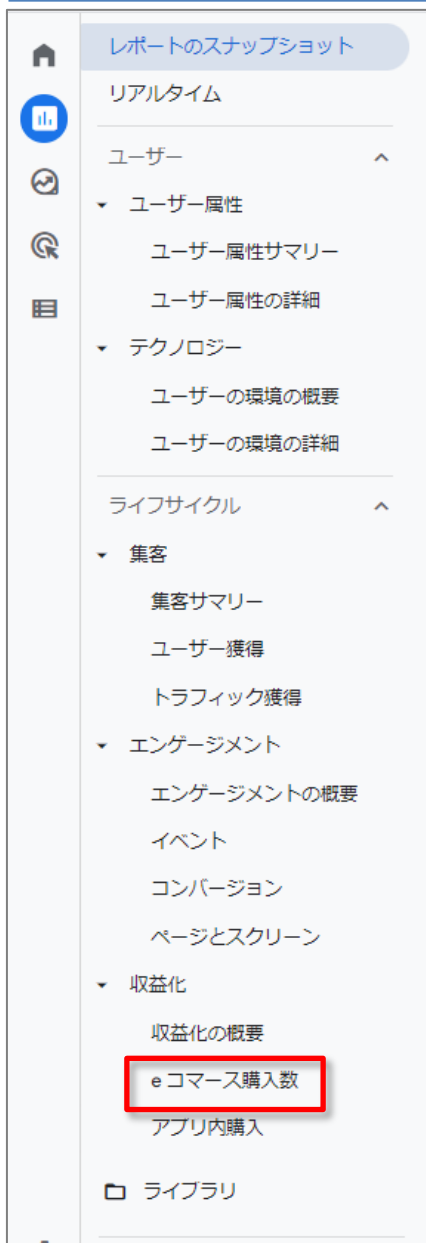 レポートのスナップショット
リアルタイム
ユーザー
ユーザー属性
ユーザー属性サマリー
ユーザー属性の詳細
テクノロジー
ユーザーの環境の概要
ユーザーの環境の詳細
ライフサイクル
集客
集客サマリー
ユーザー獲得
トラフィック獲得
エンゲージメント
エンゲージメントの概要
イベント
コンバージョン
ページとスクリーン
収益化
収益化の概要
e コマース購入数
アプリ内購入
ライブラリ